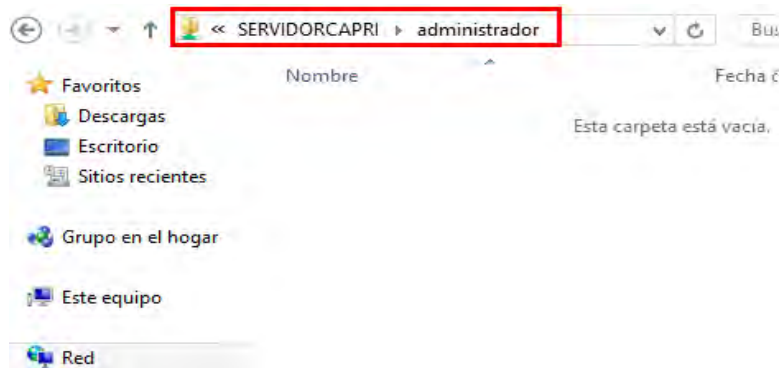 « SERVIDORCAPRI ▸ administrador
Favoritos
Descargas
Escritorio
Sitios recientes
Grupo en el hogar
Este equipo
Red
Nombre
Fecha
Esta carpeta está vacía.